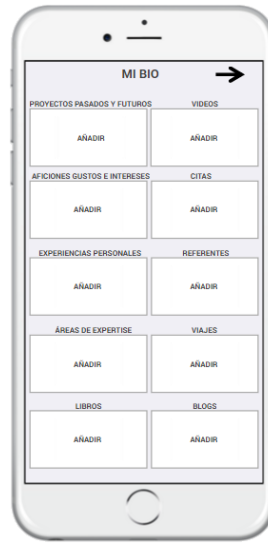 MI BIO
PROYECTOS PASADOS Y FUTUROS VIDEOS
AÑADIR AÑADIR
AFICIONES GUSTOS E INTERESES CITAS
AÑADIR AÑADIR
EXPERIENCIAS PERSONALES REFERENTES
AÑADIR AÑADIR
ÁREAS DE EXPERTISE VIAJES
AÑADIR AÑADIR
LIBROS BLOGS
AÑADIR AÑADIR